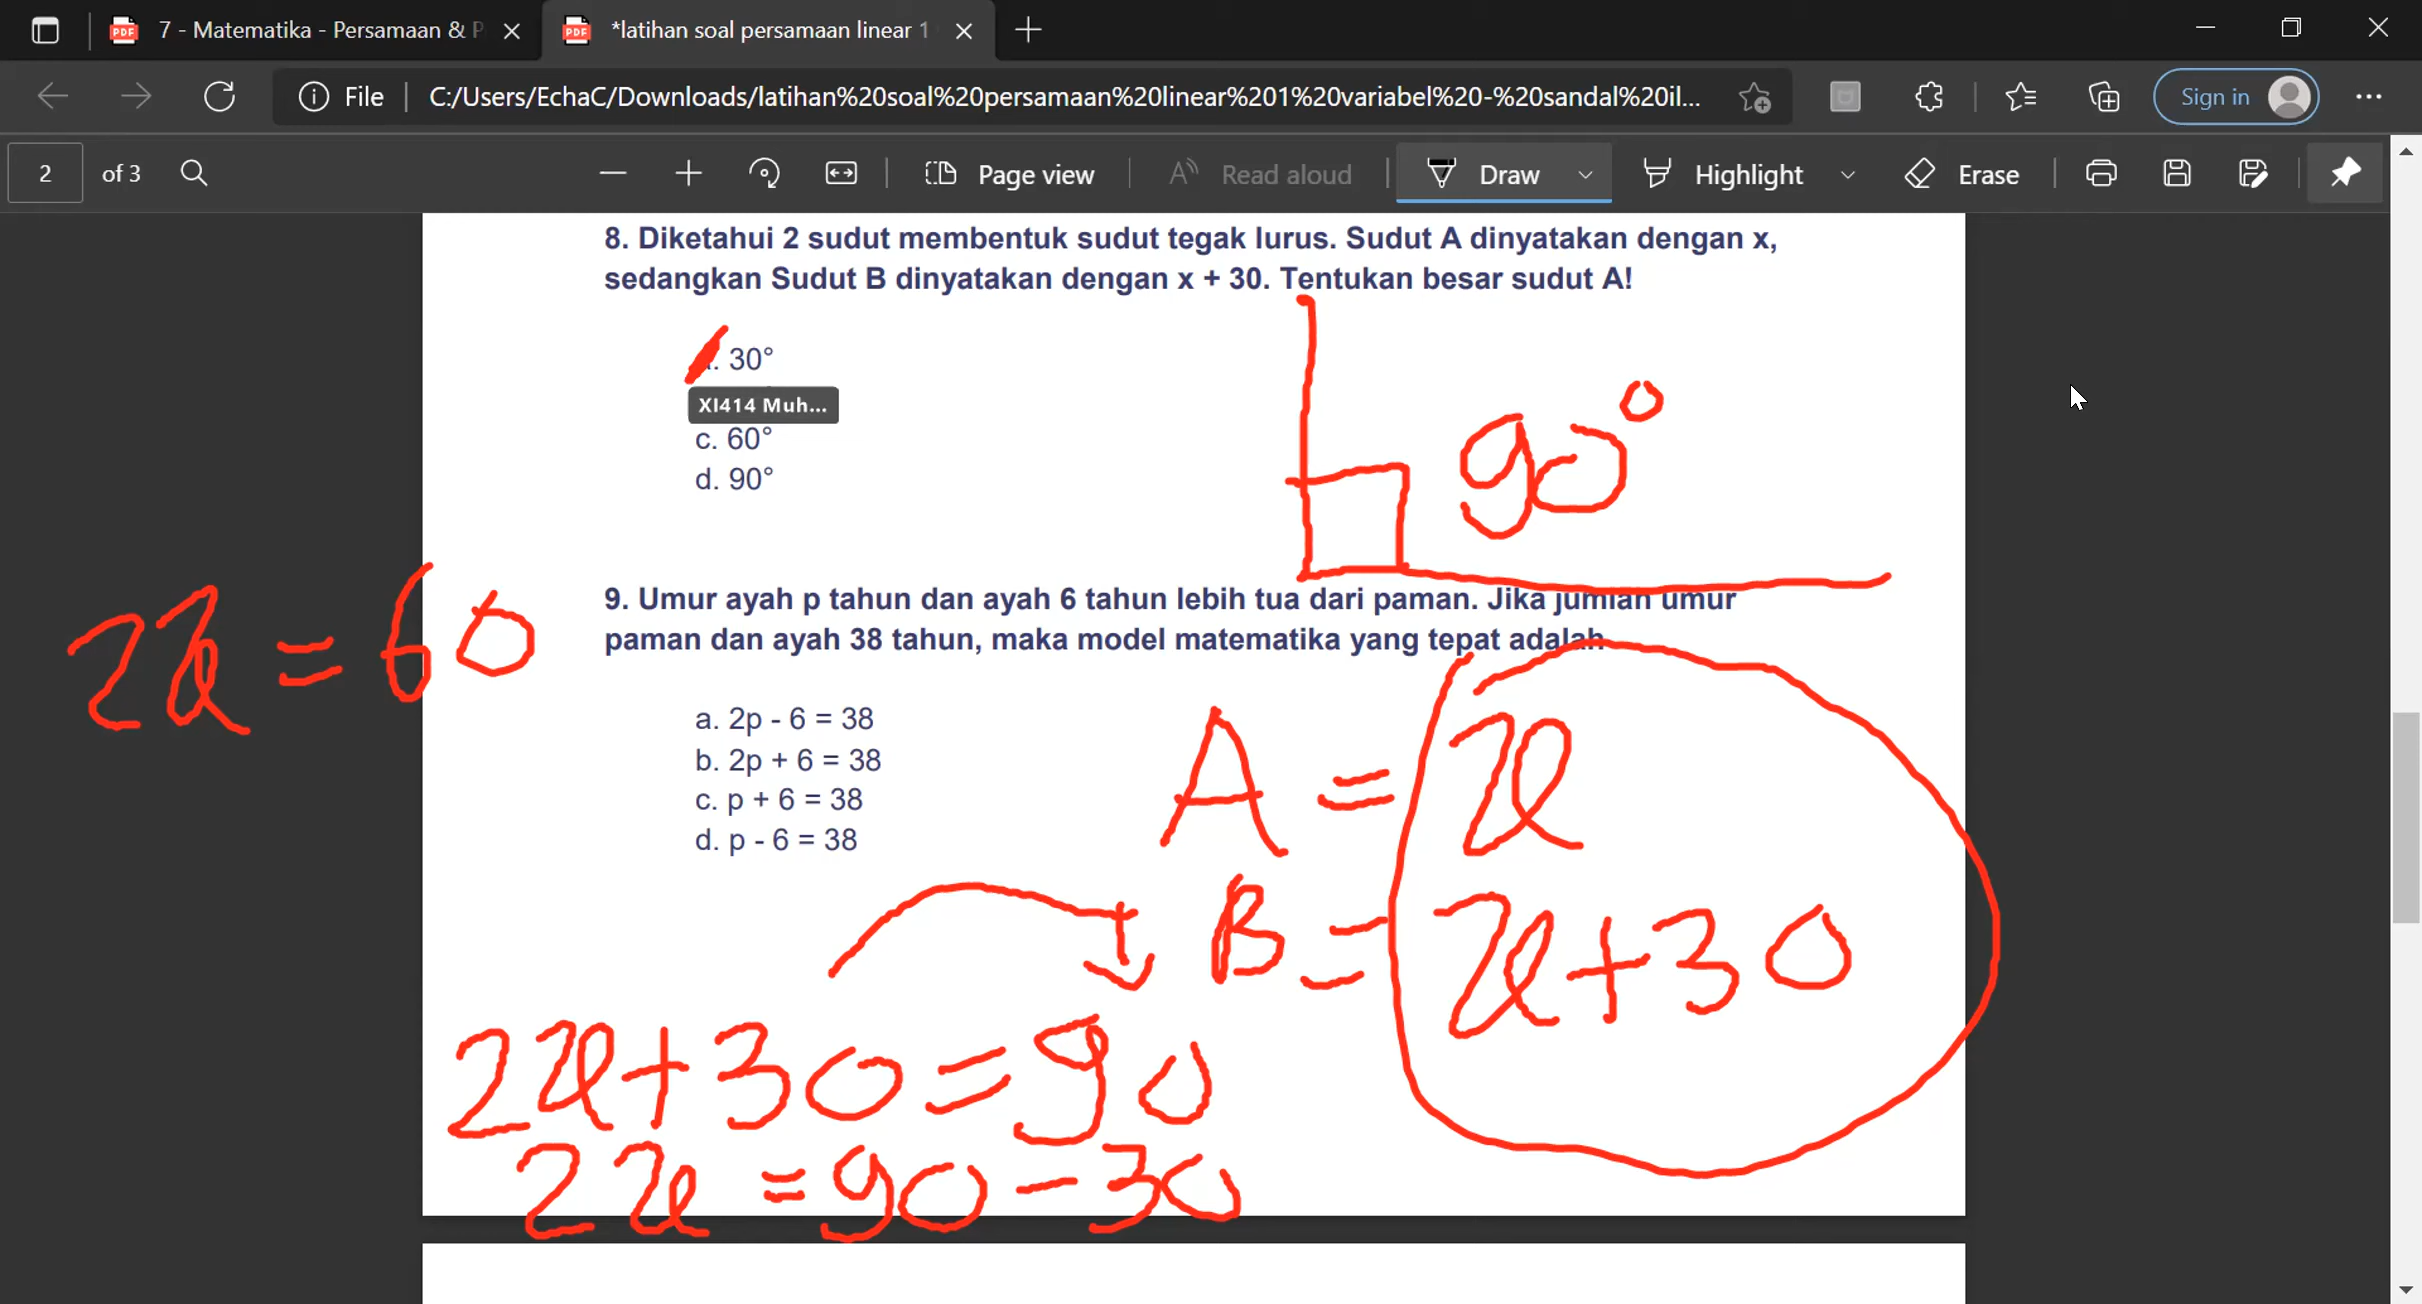 7 - Matematika - Persamaan & P
*latihan soal persamaan linear 1
File
C:/Users/EchaC/Downloads/latihan%20soal%20persamaan%20linear%201%20variabel%20-%20sandal%20il...
Sign in
2 of 3
Page view
Read aloud
Draw
Highlight
Erase
8. Diketahui 2 sudut membentuk sudut tegak lurus. Sudut A dinyatakan dengan x,
sedangkan Sudut B dinyatakan dengan x + 30. Tentukan besar sudut A!
30°
XI414 Muh...
c. 60°
d. 90°
90°
2x = 60
9. Umur ayah p tahun dan ayah 6 tahun lebih tua dari paman. Jika jumlah umur
paman dan ayah 38 tahun, maka model matematika yang tepat adalah
a. 2p - 6 = 38
b. 2p + 6 = 38
c. p + 6 = 38
d. p - 6 = 38
A = x
B = x+30
2x+30=90
2x = 90-30